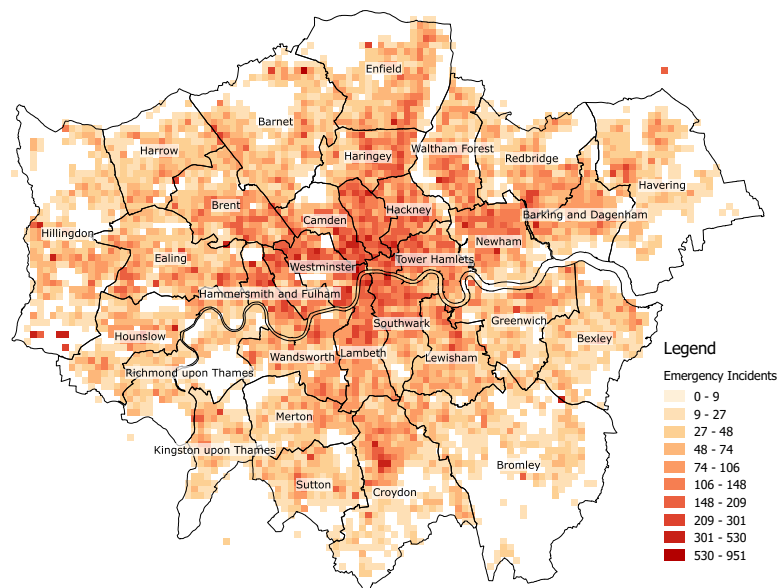 Enfield
Barnet
Harrow
Haringey
Waltham Forest
Redbridge
Havering
Brent
Camden
Hackney
Barking and Dagenham
Hillingdon
Ealing
Westminster
Tower Hamlets
Newham
Hammersmith and Fulham
Hounslow
Southwark
Greenwich
Bexley
Richmond upon Thames
Wandsworth
Lambeth
Lewisham
Merton
Kingston upon Thames
Sutton
Croydon
Bromley
Legend
Emergency Incidents
0 - 9
9 - 27
27 - 48
48 - 74
74 - 106
106 - 148
148 - 209
209 - 301
301 - 530
530 - 951